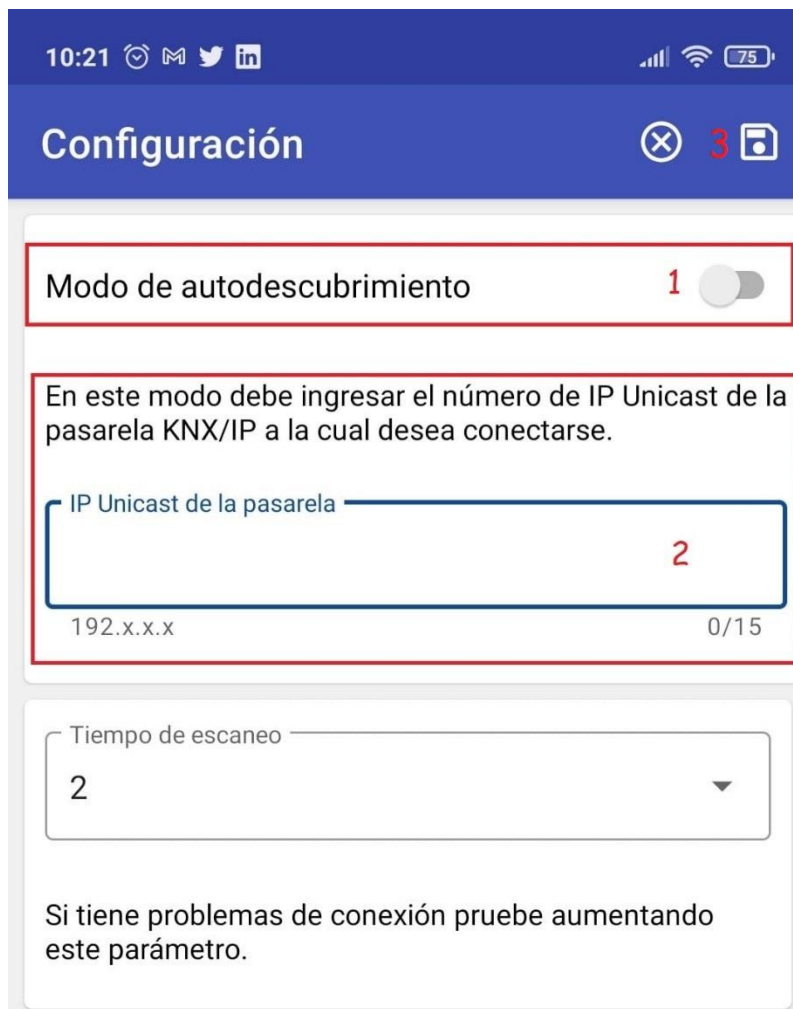 10:21 in 75
Configuración 3
Modo de autodescubrimiento 1
En este modo debe ingresar el número de IP Unicast de la
pasarela KNX/IP a la cual desea conectarse.
IP Unicast de la pasarela
2
192.x.x.x 0/15
Tiempo de escaneo
2
Si tiene problemas de conexión pruebe aumentando
este parámetro.